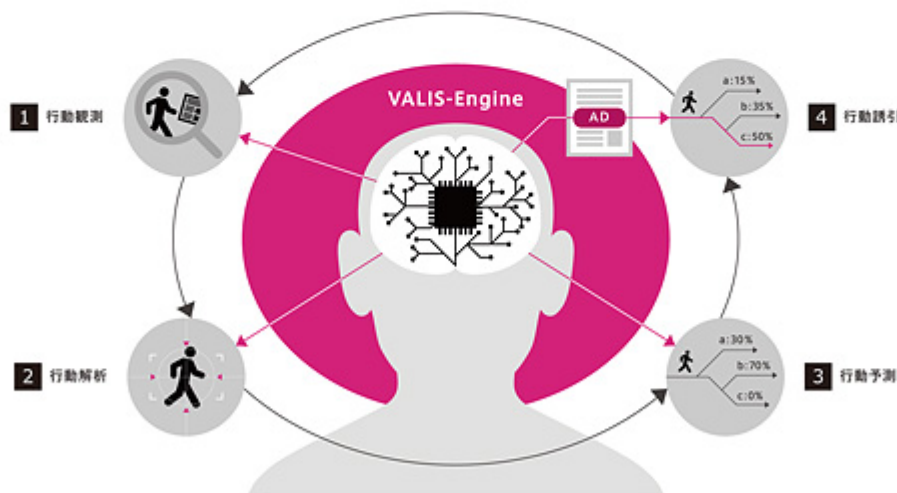 VALIS-Engine
AD
1 行動観測
2 行動解析
a:30%
b:70%
c:0%
3 行動予測
a:15%
b:35%
c:50%
4 行動誘引